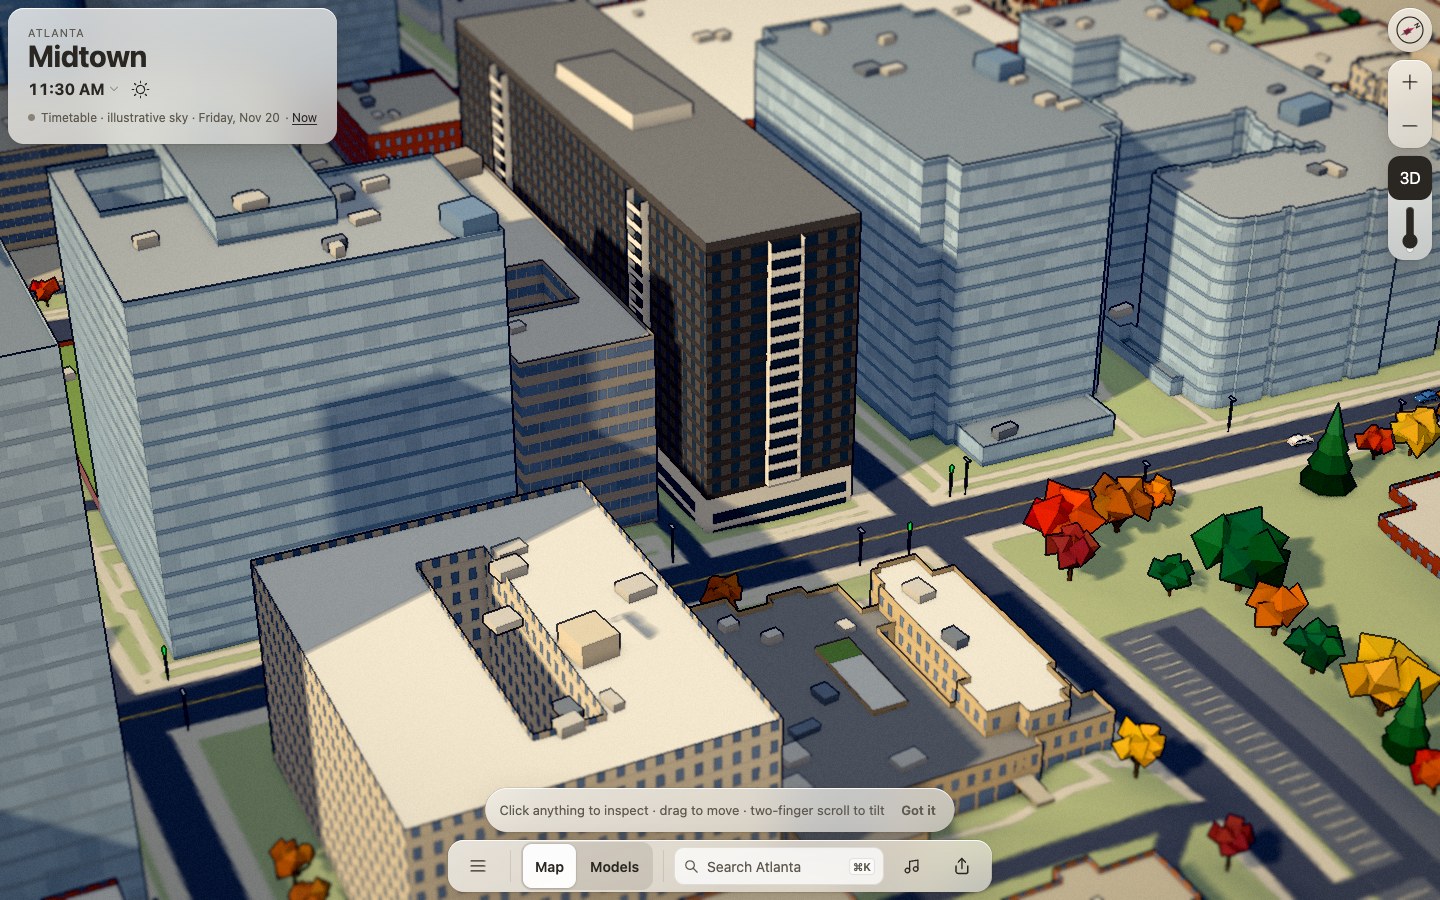 ATLANTA
Midtown
11:30 AM
Timetable · illustrative sky · Friday, Nov 20 · Now
N
+
−
3D
Click anything to inspect · drag to move · two-finger scroll to tilt Got it
Map Models Search Atlanta ⌘K